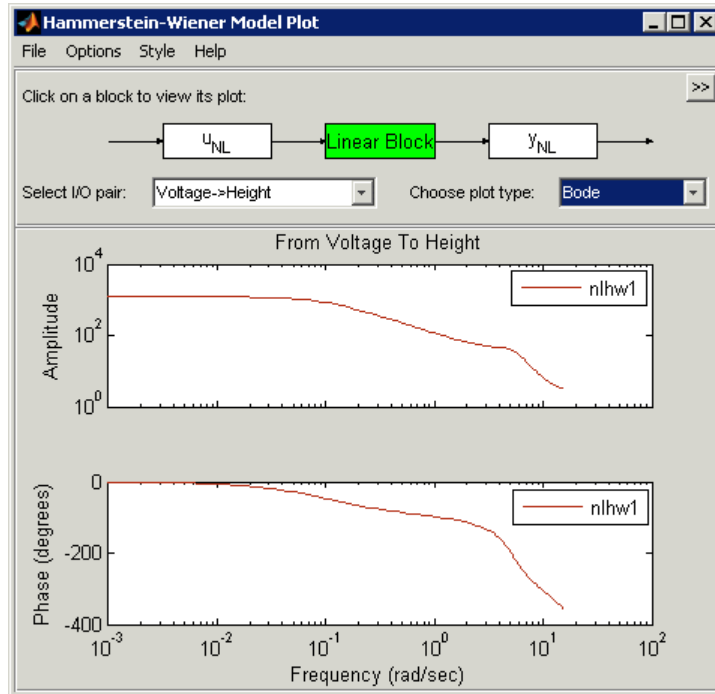 Hammerstein-Wiener Model Plot
File Options Style Help
Click on a block to view its plot:
>>
uNL Linear Block yNL
Select I/O pair: Voltage->Height Choose plot type: Bode
From Voltage To Height
10^4
10^2
10^0
Amplitude
nlhw1
0
-200
-400
Phase (degrees)
nlhw1
10^-3 10^-2 10^-1 10^0 10^1 10^2
Frequency (rad/sec)